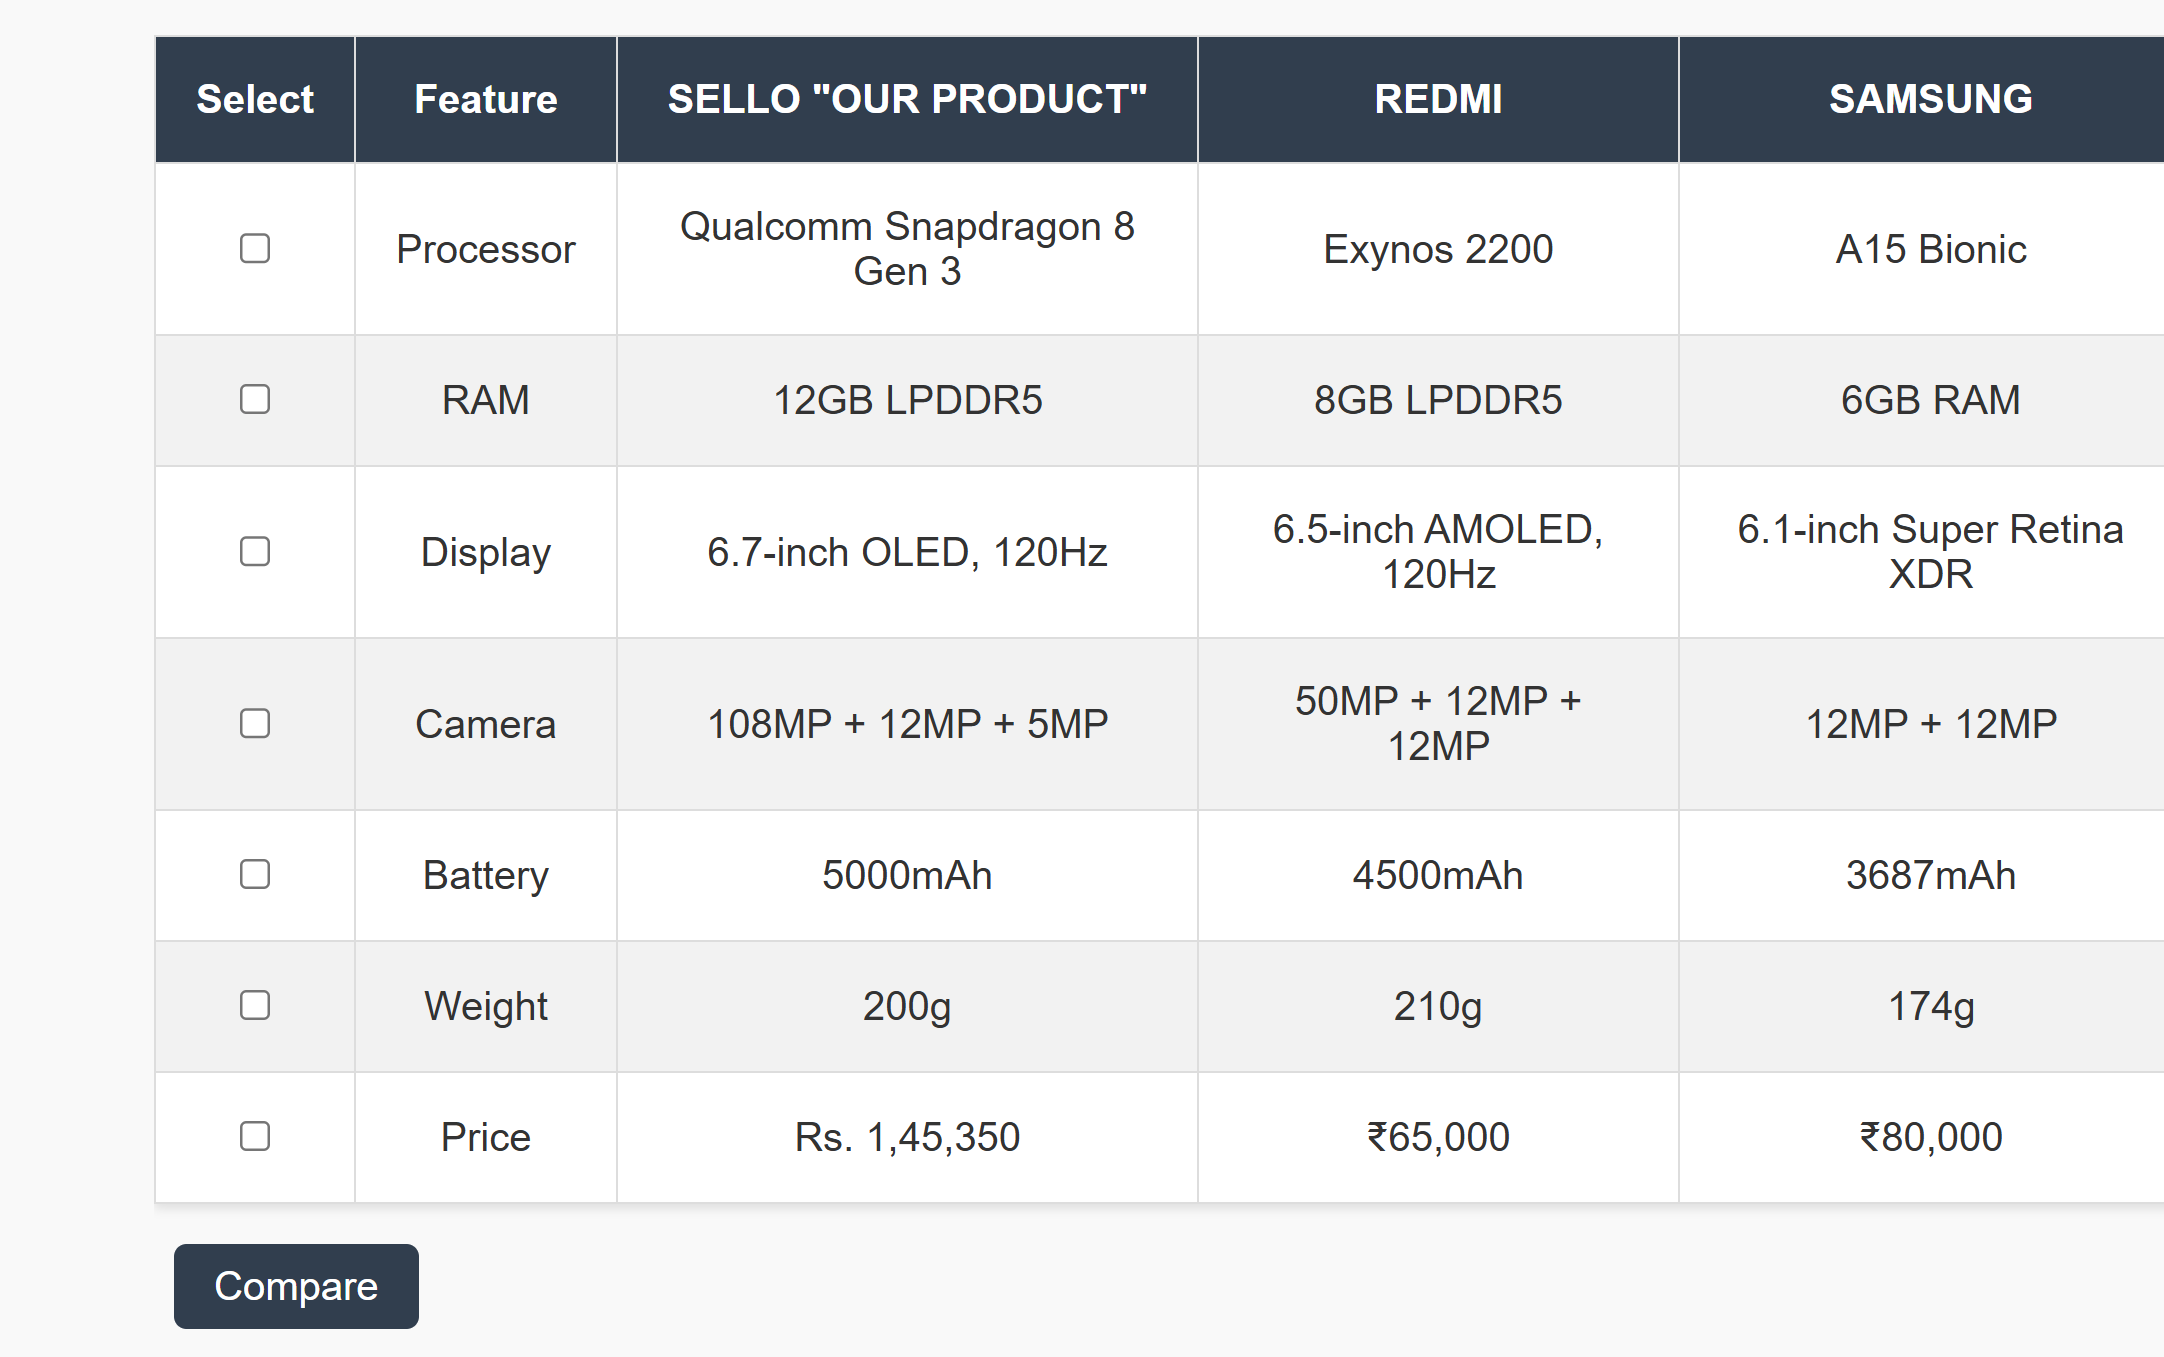 Select Feature SELLO "OUR PRODUCT" REDMI SAMSUNG
Processor Qualcomm Snapdragon 8 Gen 3 Exynos 2200 A15 Bionic
RAM 12GB LPDDR5 8GB LPDDR5 6GB RAM
Display 6.7-inch OLED, 120Hz 6.5-inch AMOLED, 120Hz 6.1-inch Super Retina XDR
Camera 108MP + 12MP + 5MP 50MP + 12MP + 12MP 12MP + 12MP
Battery 5000mAh 4500mAh 3687mAh
Weight 200g 210g 174g
Price Rs. 1,45,350 ₹65,000 ₹80,000
Compare